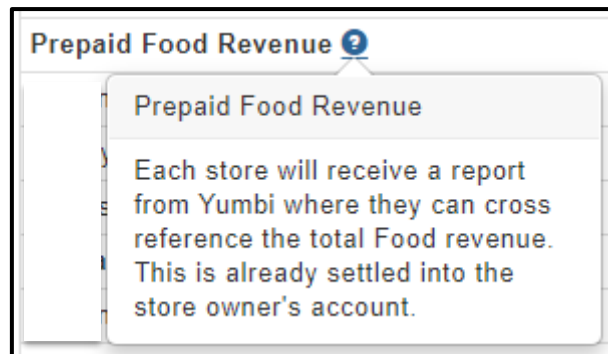 Prepaid Food Revenue ?
Prepaid Food Revenue
Each store will receive a report
from Yumbi where they can cross
reference the total Food revenue.
This is already settled into the
store owner's account.